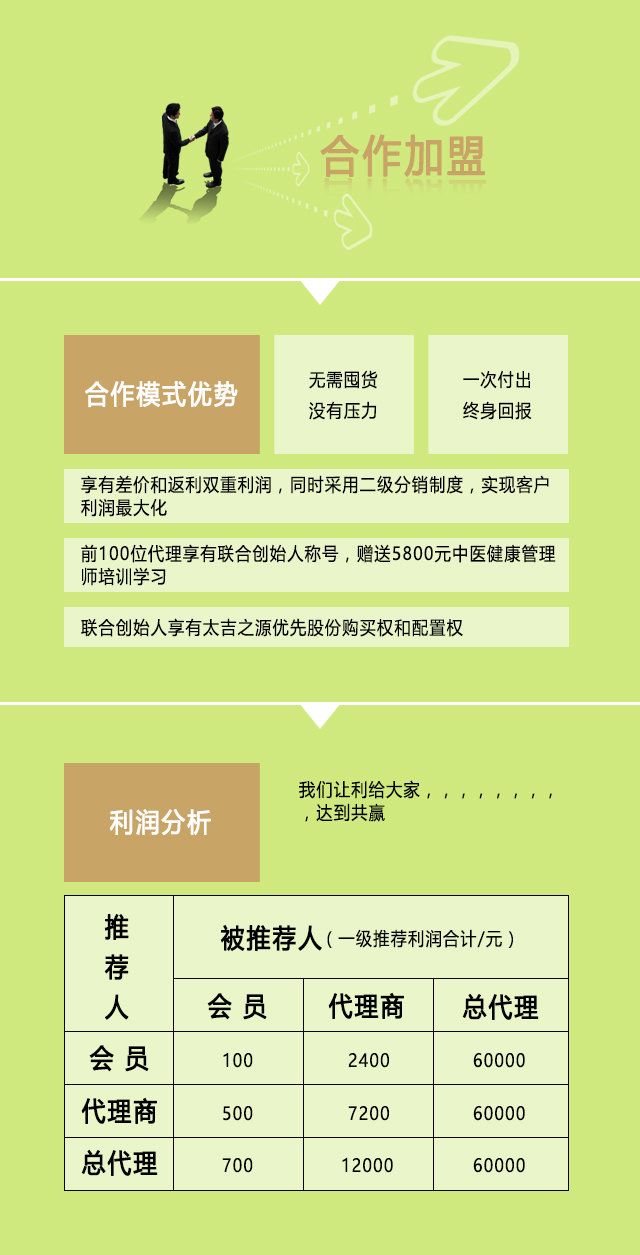 合作加盟
合作模式优势
无需囤货
没有压力
一次付出
终身回报
享有差价和返利双重利润，同时采用二级分销制度，实现客户
利润最大化
前100位代理享有联合创始人称号，赠送5800元中医健康管理
师培训学习
联合创始人享有太吉之源优先股份购买权和配置权
利润分析
我们让利给大家，，，，，，，，
，达到共赢
推
荐
人
被推荐人（一级推荐利润合计/元）
会 员 代理商 总代理
会 员 100 2400 60000
代理商 500 7200 60000
总代理 700 12000 60000